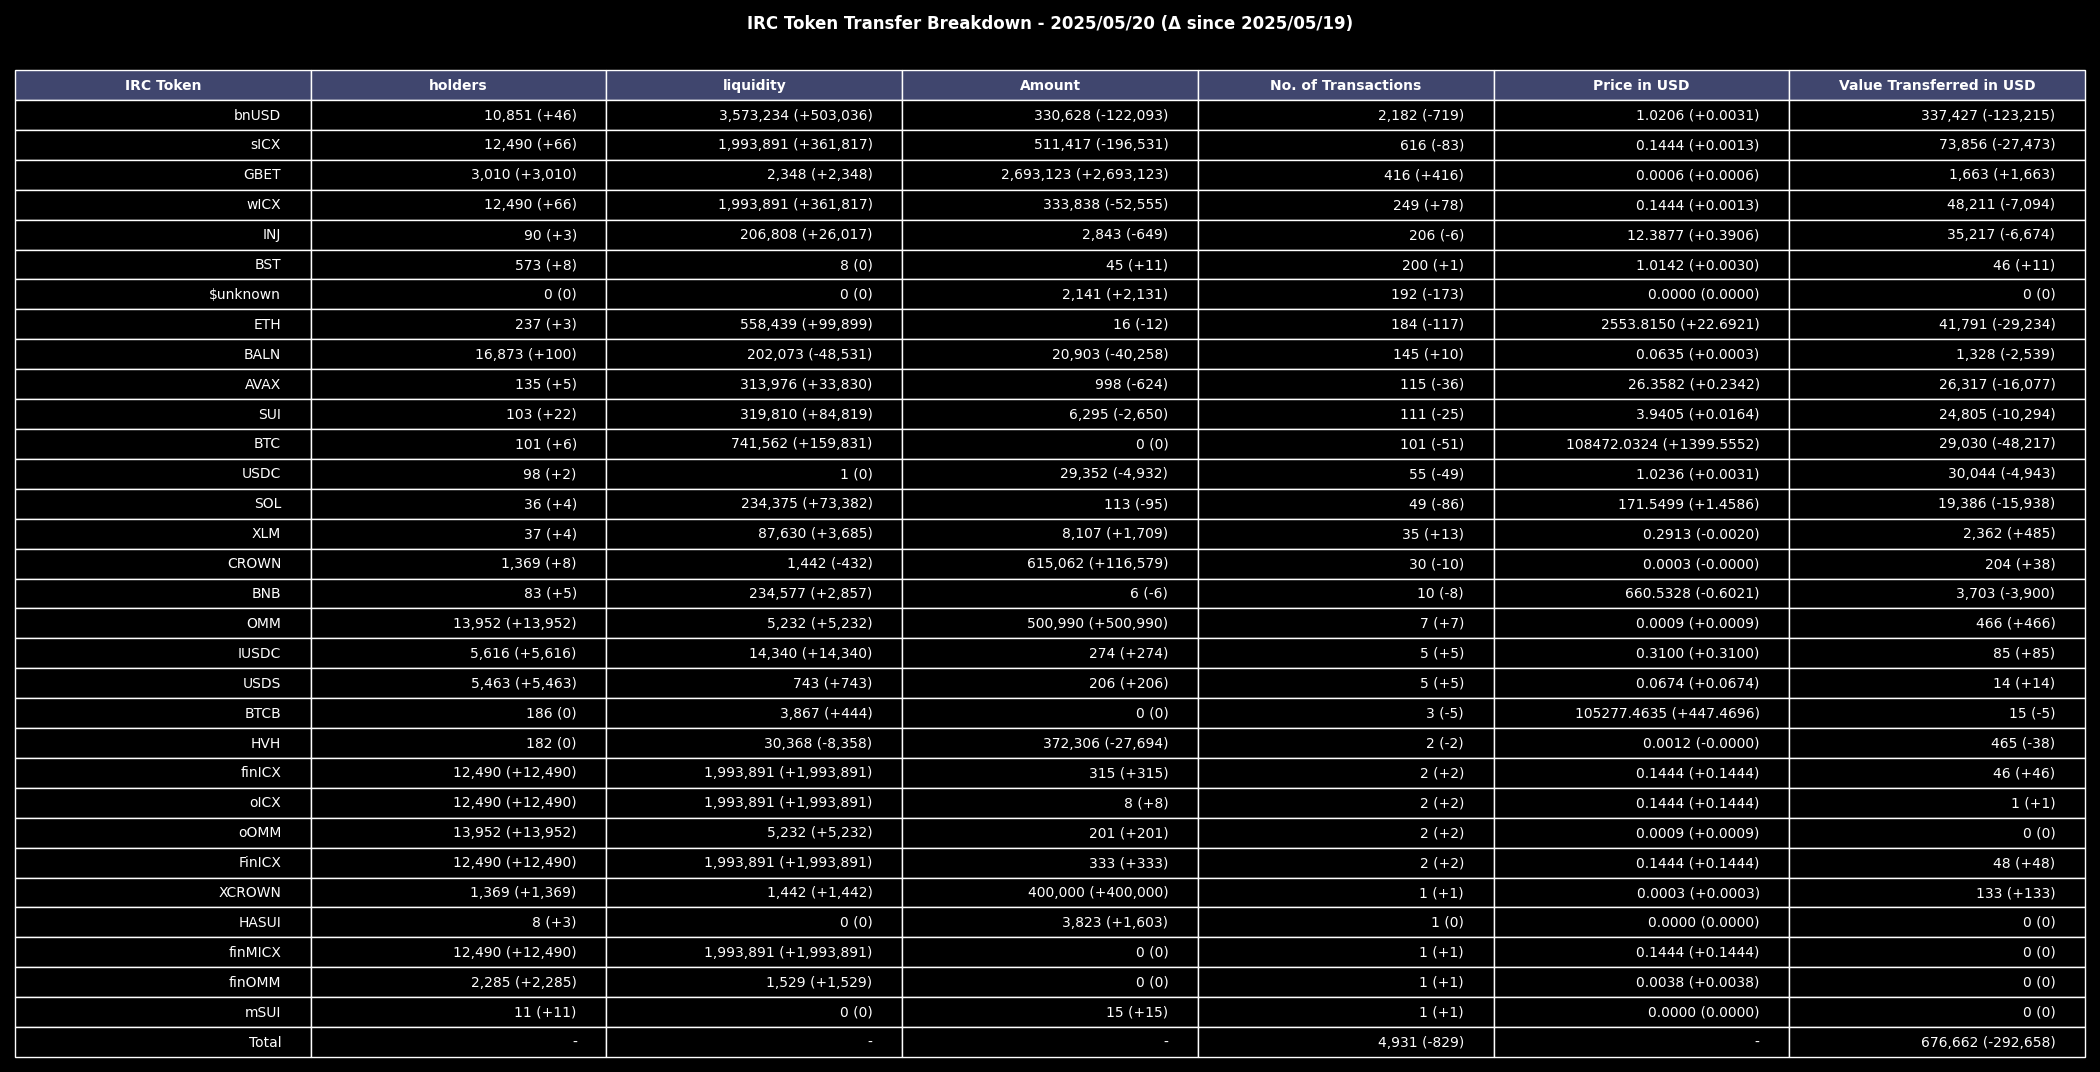 IRC Token Transfer Breakdown - 2025/05/20 (Δ since 2025/05/19)
IRC Token holders liquidity Amount No. of Transactions Price in USD Value Transferred in USD
bnUSD 10,851 (+46) 3,573,234 (+503,036) 330,628 (-122,093) 2,182 (-719) 1.0206 (+0.0031) 337,427 (-123,215)
sICX 12,490 (+66) 1,993,891 (+361,817) 511,417 (-196,531) 616 (-83) 0.1444 (+0.0013) 73,856 (-27,473)
GBET 3,010 (+3,010) 2,348 (+2,348) 2,693,123 (+2,693,123) 416 (+416) 0.0006 (+0.0006) 1,663 (+1,663)
wICX 12,490 (+66) 1,993,891 (+361,817) 333,838 (-52,555) 249 (+78) 0.1444 (+0.0013) 48,211 (-7,094)
INJ 90 (+3) 206,808 (+26,017) 2,843 (-649) 206 (-6) 12.3877 (+0.3906) 35,217 (-6,674)
BST 573 (+8) 8 (0) 45 (+11) 200 (+1) 1.0142 (+0.0030) 46 (+11)
$unknown 0 (0) 0 (0) 2,141 (+2,131) 192 (-173) 0.0000 (0.0000) 0 (0)
ETH 237 (+3) 558,439 (+99,899) 16 (-12) 184 (-117) 2553.8150 (+22.6921) 41,791 (-29,234)
BALN 16,873 (+100) 202,073 (-48,531) 20,903 (-40,258) 145 (+10) 0.0635 (+0.0003) 1,328 (-2,539)
AVAX 135 (+5) 313,976 (+33,830) 998 (-624) 115 (-36) 26.3582 (+0.2342) 26,317 (-16,077)
SUI 103 (+22) 319,810 (+84,819) 6,295 (-2,650) 111 (-25) 3.9405 (+0.0164) 24,805 (-10,294)
BTC 101 (+6) 741,562 (+159,831) 0 (0) 101 (-51) 108472.0324 (+1399.5552) 29,030 (-48,217)
USDC 98 (+2) 1 (0) 29,352 (-4,932) 55 (-49) 1.0236 (+0.0031) 30,044 (-4,943)
SOL 36 (+4) 234,375 (+73,382) 113 (-95) 49 (-86) 171.5499 (+1.4586) 19,386 (-15,938)
XLM 37 (+4) 87,630 (+3,685) 8,107 (+1,709) 35 (+13) 0.2913 (-0.0020) 2,362 (+485)
CROWN 1,369 (+8) 1,442 (-432) 615,062 (+116,579) 30 (-10) 0.0003 (-0.0000) 204 (+38)
BNB 83 (+5) 234,577 (+2,857) 6 (-6) 10 (-8) 660.5328 (-0.6021) 3,703 (-3,900)
OMM 13,952 (+13,952) 5,232 (+5,232) 500,990 (+500,990) 7 (+7) 0.0009 (+0.0009) 466 (+466)
IUSDC 5,616 (+5,616) 14,340 (+14,340) 274 (+274) 5 (+5) 0.3100 (+0.3100) 85 (+85)
USDS 5,463 (+5,463) 743 (+743) 206 (+206) 5 (+5) 0.0674 (+0.0674) 14 (+14)
BTCB 186 (0) 3,867 (+444) 0 (0) 3 (-5) 105277.4635 (+447.4696) 15 (-5)
HVH 182 (0) 30,368 (-8,358) 372,306 (-27,694) 2 (-2) 0.0012 (-0.0000) 465 (-38)
finICX 12,490 (+12,490) 1,993,891 (+1,993,891) 315 (+315) 2 (+2) 0.1444 (+0.1444) 46 (+46)
oICX 12,490 (+12,490) 1,993,891 (+1,993,891) 8 (+8) 2 (+2) 0.1444 (+0.1444) 1 (+1)
oOMM 13,952 (+13,952) 5,232 (+5,232) 201 (+201) 2 (+2) 0.0009 (+0.0009) 0 (0)
FinICX 12,490 (+12,490) 1,993,891 (+1,993,891) 333 (+333) 2 (+2) 0.1444 (+0.1444) 48 (+48)
XCROWN 1,369 (+1,369) 1,442 (+1,442) 400,000 (+400,000) 1 (+1) 0.0003 (+0.0003) 133 (+133)
HASUI 8 (+3) 0 (0) 3,823 (+1,603) 1 (0) 0.0000 (0.0000) 0 (0)
finMICX 12,490 (+12,490) 1,993,891 (+1,993,891) 0 (0) 1 (+1) 0.1444 (+0.1444) 0 (0)
finOMM 2,285 (+2,285) 1,529 (+1,529) 0 (0) 1 (+1) 0.0038 (+0.0038) 0 (0)
mSUI 11 (+11) 0 (0) 15 (+15) 1 (+1) 0.0000 (0.0000) 0 (0)
Total - - - 4,931 (-829) - 676,662 (-292,658)